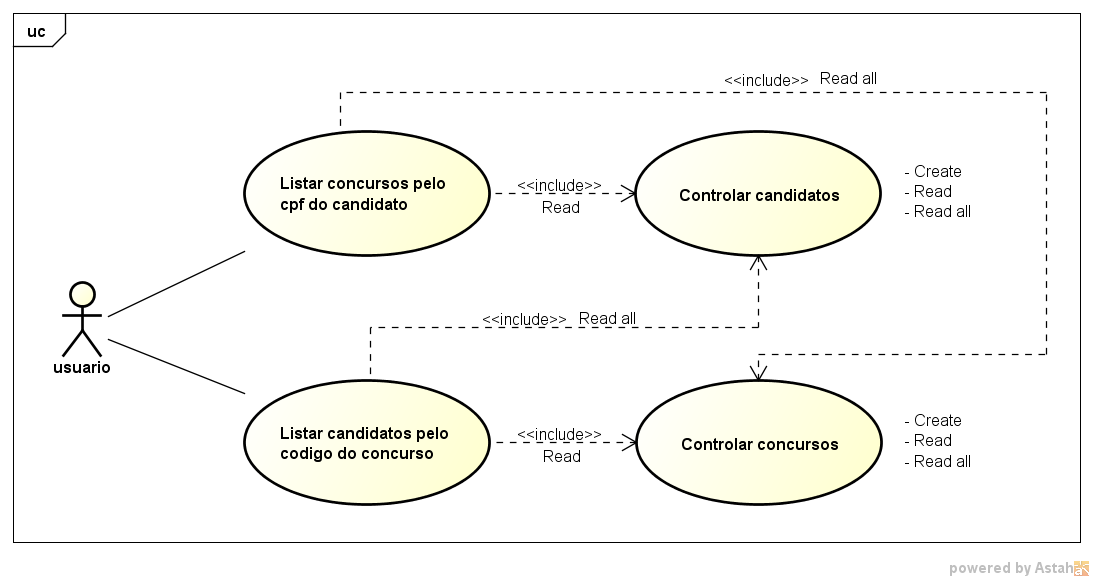 uc
<<include>> Read all
Listar concursos pelo
cpf do candidato
<<include>>
Read
Controlar candidatos
- Create
- Read
- Read all
usuario
<<include>> Read all
Listar candidatos pelo
codigo do concurso
<<include>>
Read
Controlar concursos
- Create
- Read
- Read all
powered by Astah